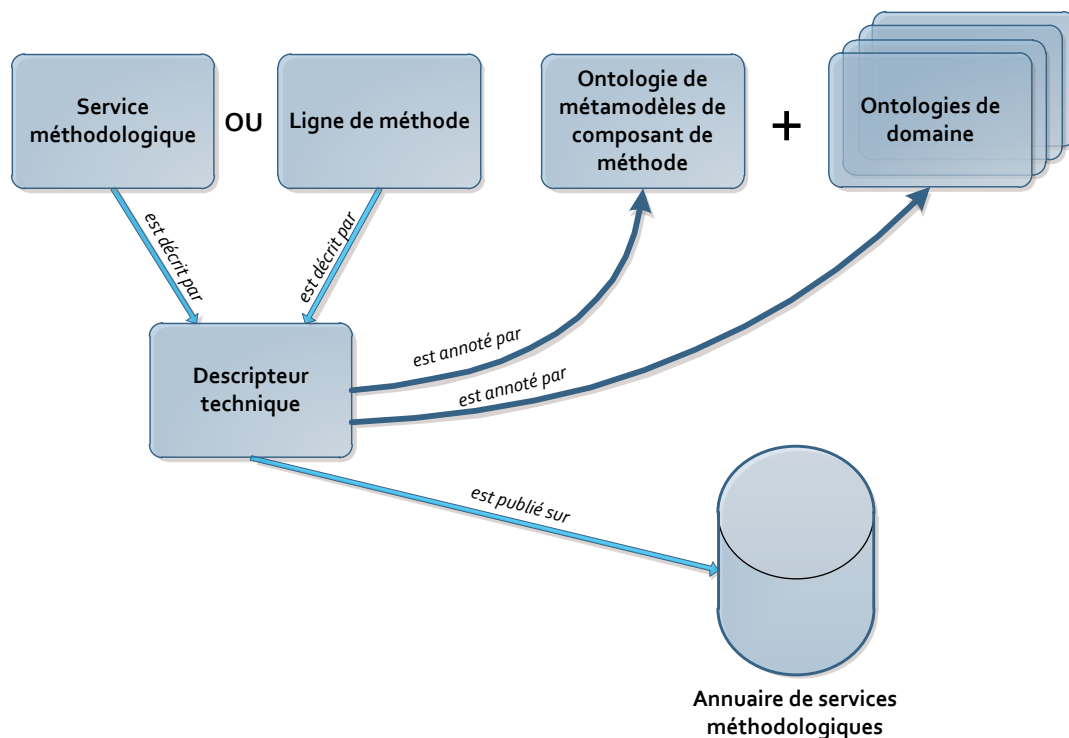 Service
méthodologique
OU
Ligne de méthode
Ontologie de
métamodèles de
composant de
méthode
+
Ontologies de
domaine
est décrit par
est décrit par
est annoté par
est annoté par
Descripteur
technique
est publié sur
Annuaire de services
méthodologiques